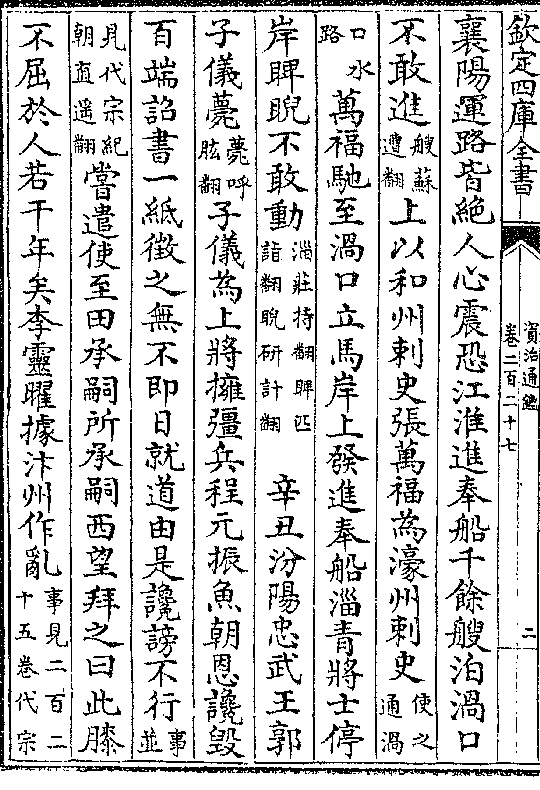 欽定四庫全書
資治通鑑
卷二百二十七
二
襄陽運路皆絶人心震恐江淮進奉船千餘艘泊渦口
不敢進艘蘇遭翻上以和州刺史張萬福為濠州刺史使之通渦
口水路萬福馳至渦口立馬岸上發進奉船淄青將士停
岸睥睨不敢動淄莊持翻睥匹詣翻睨研計翻 辛丑汾陽忠武王郭
子儀薨薨呼肱翻子儀為上將擁彊兵程元振魚朝恩讒毁
百端詔書一紙徵之無不即日就道由是讒謗不行事並
見代宗紀朝直遥翻嘗遣使至田承嗣所承嗣西望拜之曰此膝
不屈於人若干年矣李靈曜據汴州作亂事見二百二十五卷代宗